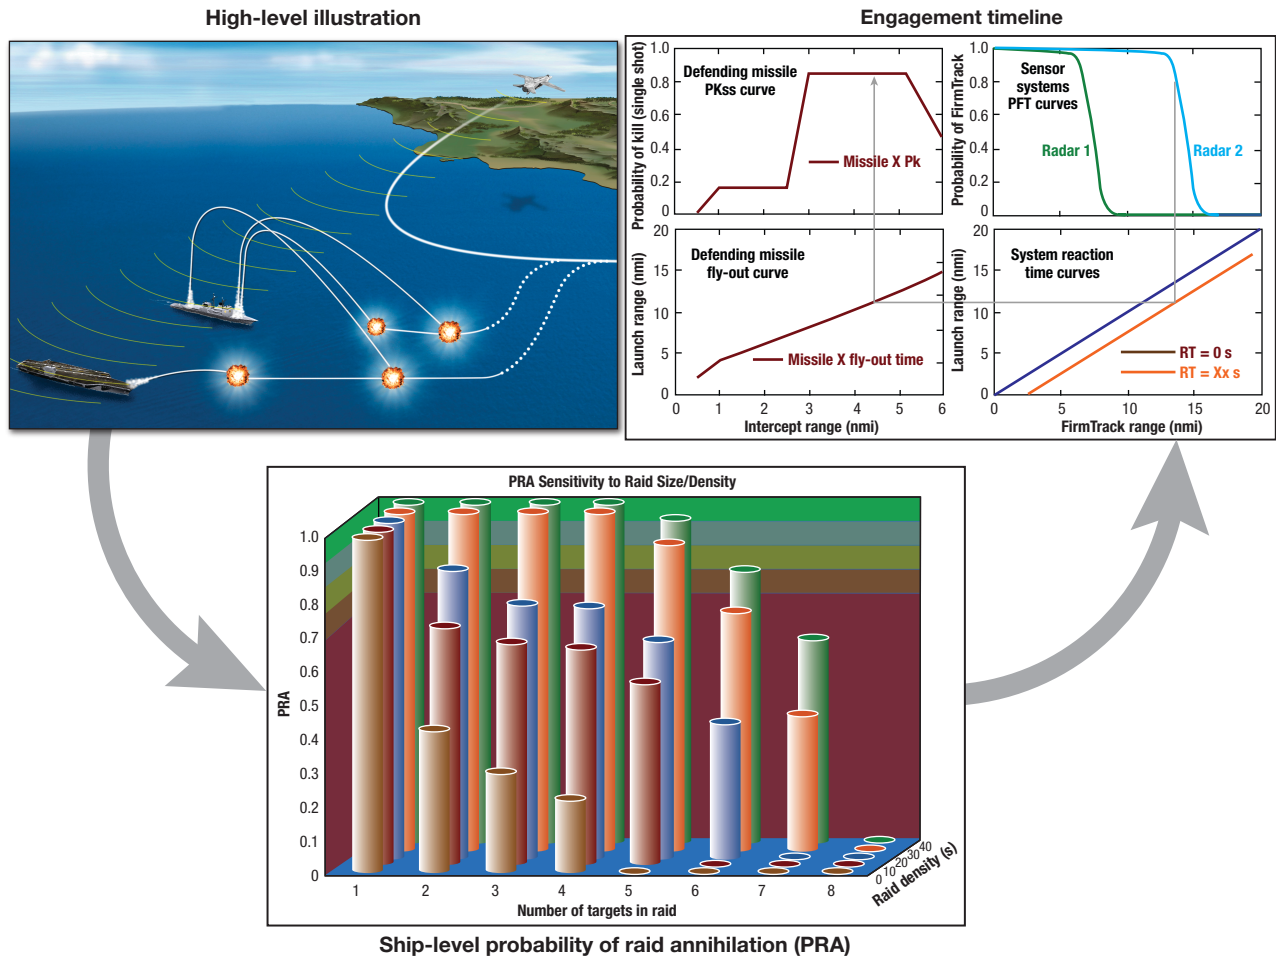 High-level illustration
Engagement timeline
Probability of kill (single shot)
1.0
0.8
0.6
0.4
0.2
0
Defending missile
PKss curve
Missile X Pk
Probability of FirmTrack
1.0
0.8
0.6
0.4
0.2
0
Sensor
systems
PFT curves
Radar 1
Radar 2
Launch range (nmi)
20
15
10
5
0
Defending missile
fly-out curve
Missile X fly-out time
0
1
2
3
4
5
6
Intercept range (nmi)
Launch range (nmi)
20
15
10
5
0
System reaction
time curves
RT = 0 s
RT = Xx s
0
5
10
15
20
FirmTrack range (nmi)
PRA Sensitivity to Raid Size/Density
PRA
1.0
0.9
0.8
0.7
0.6
0.5
0.4
0.3
0.2
0.1
0
1
2
3
4
5
6
7
8
Number of targets in raid
0
10
20
30
40
Raid density (s)
Ship-level probability of raid annihilation (PRA)